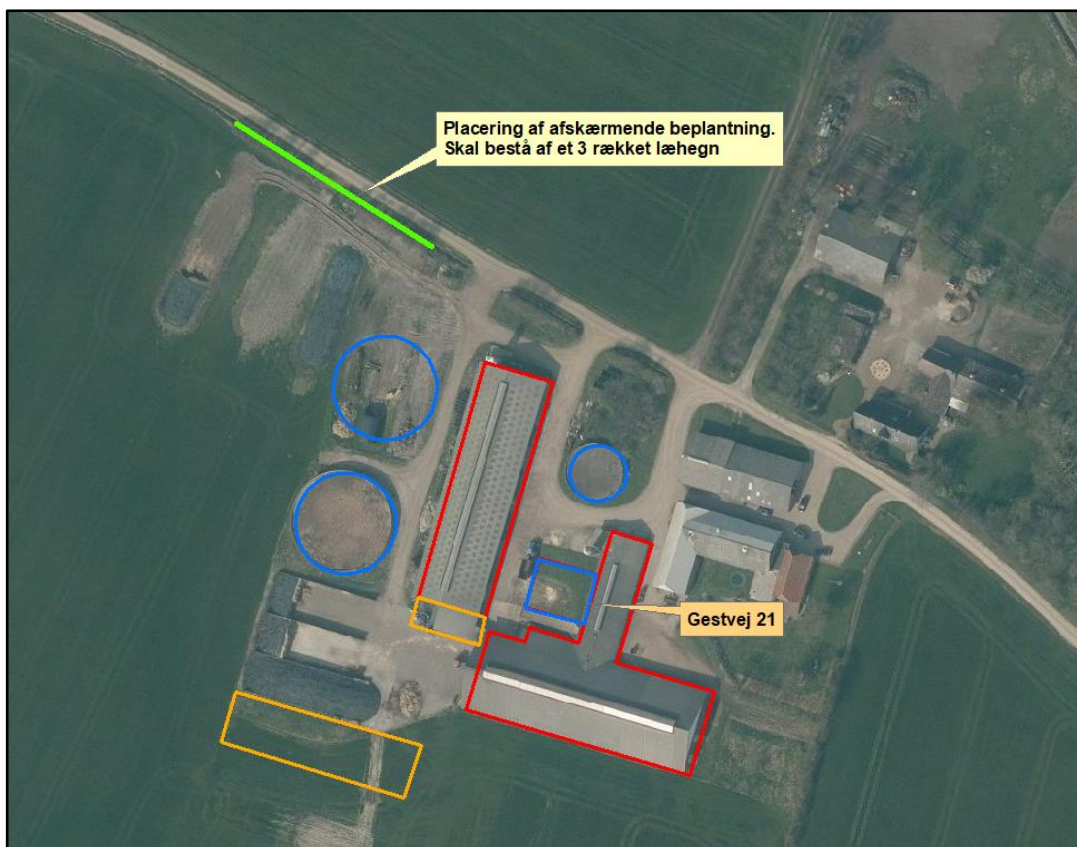 Placering af afskærmende beplantning.
Skal bestå af et 3 rækket læhegn
Gestvej 21